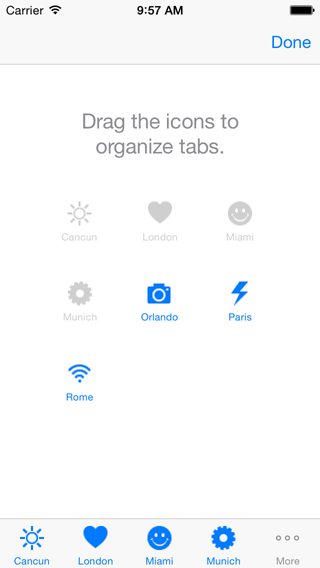 Carrier 9:57 AM
Done
Drag the icons to
organize tabs.
Cancun London Miami
Munich Orlando Paris
Rome
Cancun London Miami Munich More